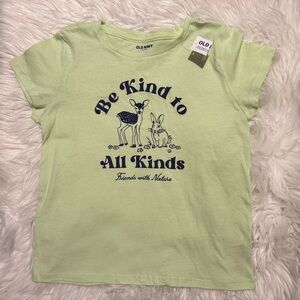 OLD NAVY
OLD N
Be Kind to
All Kinds
Friends with Nature